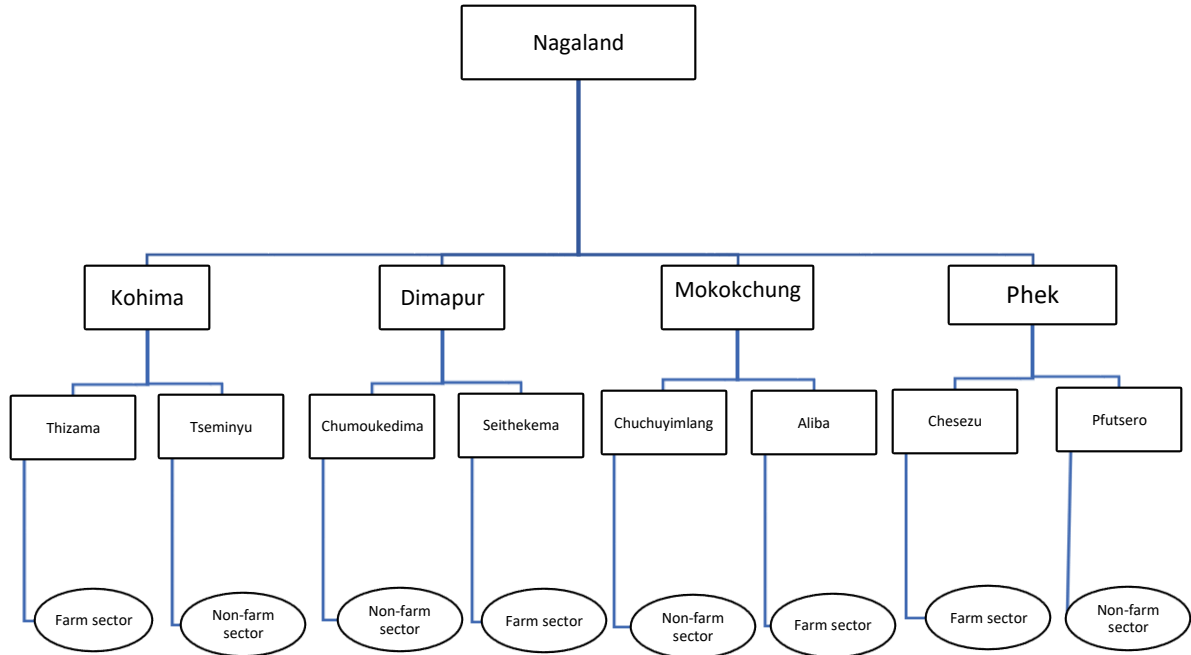 Nagaland
Kohima
Dimapur
Mokokchung
Phek
Thizama
Tseminyu
Chumoukedima
Seithekema
Chuchuyimlang
Aliba
Chesezu
Pfutsero
Farm sector
Non-farm
sector
Non-farm
sector
Farm sector
Non-farm
sector
Farm sector
Farm sector
Non-farm
sector